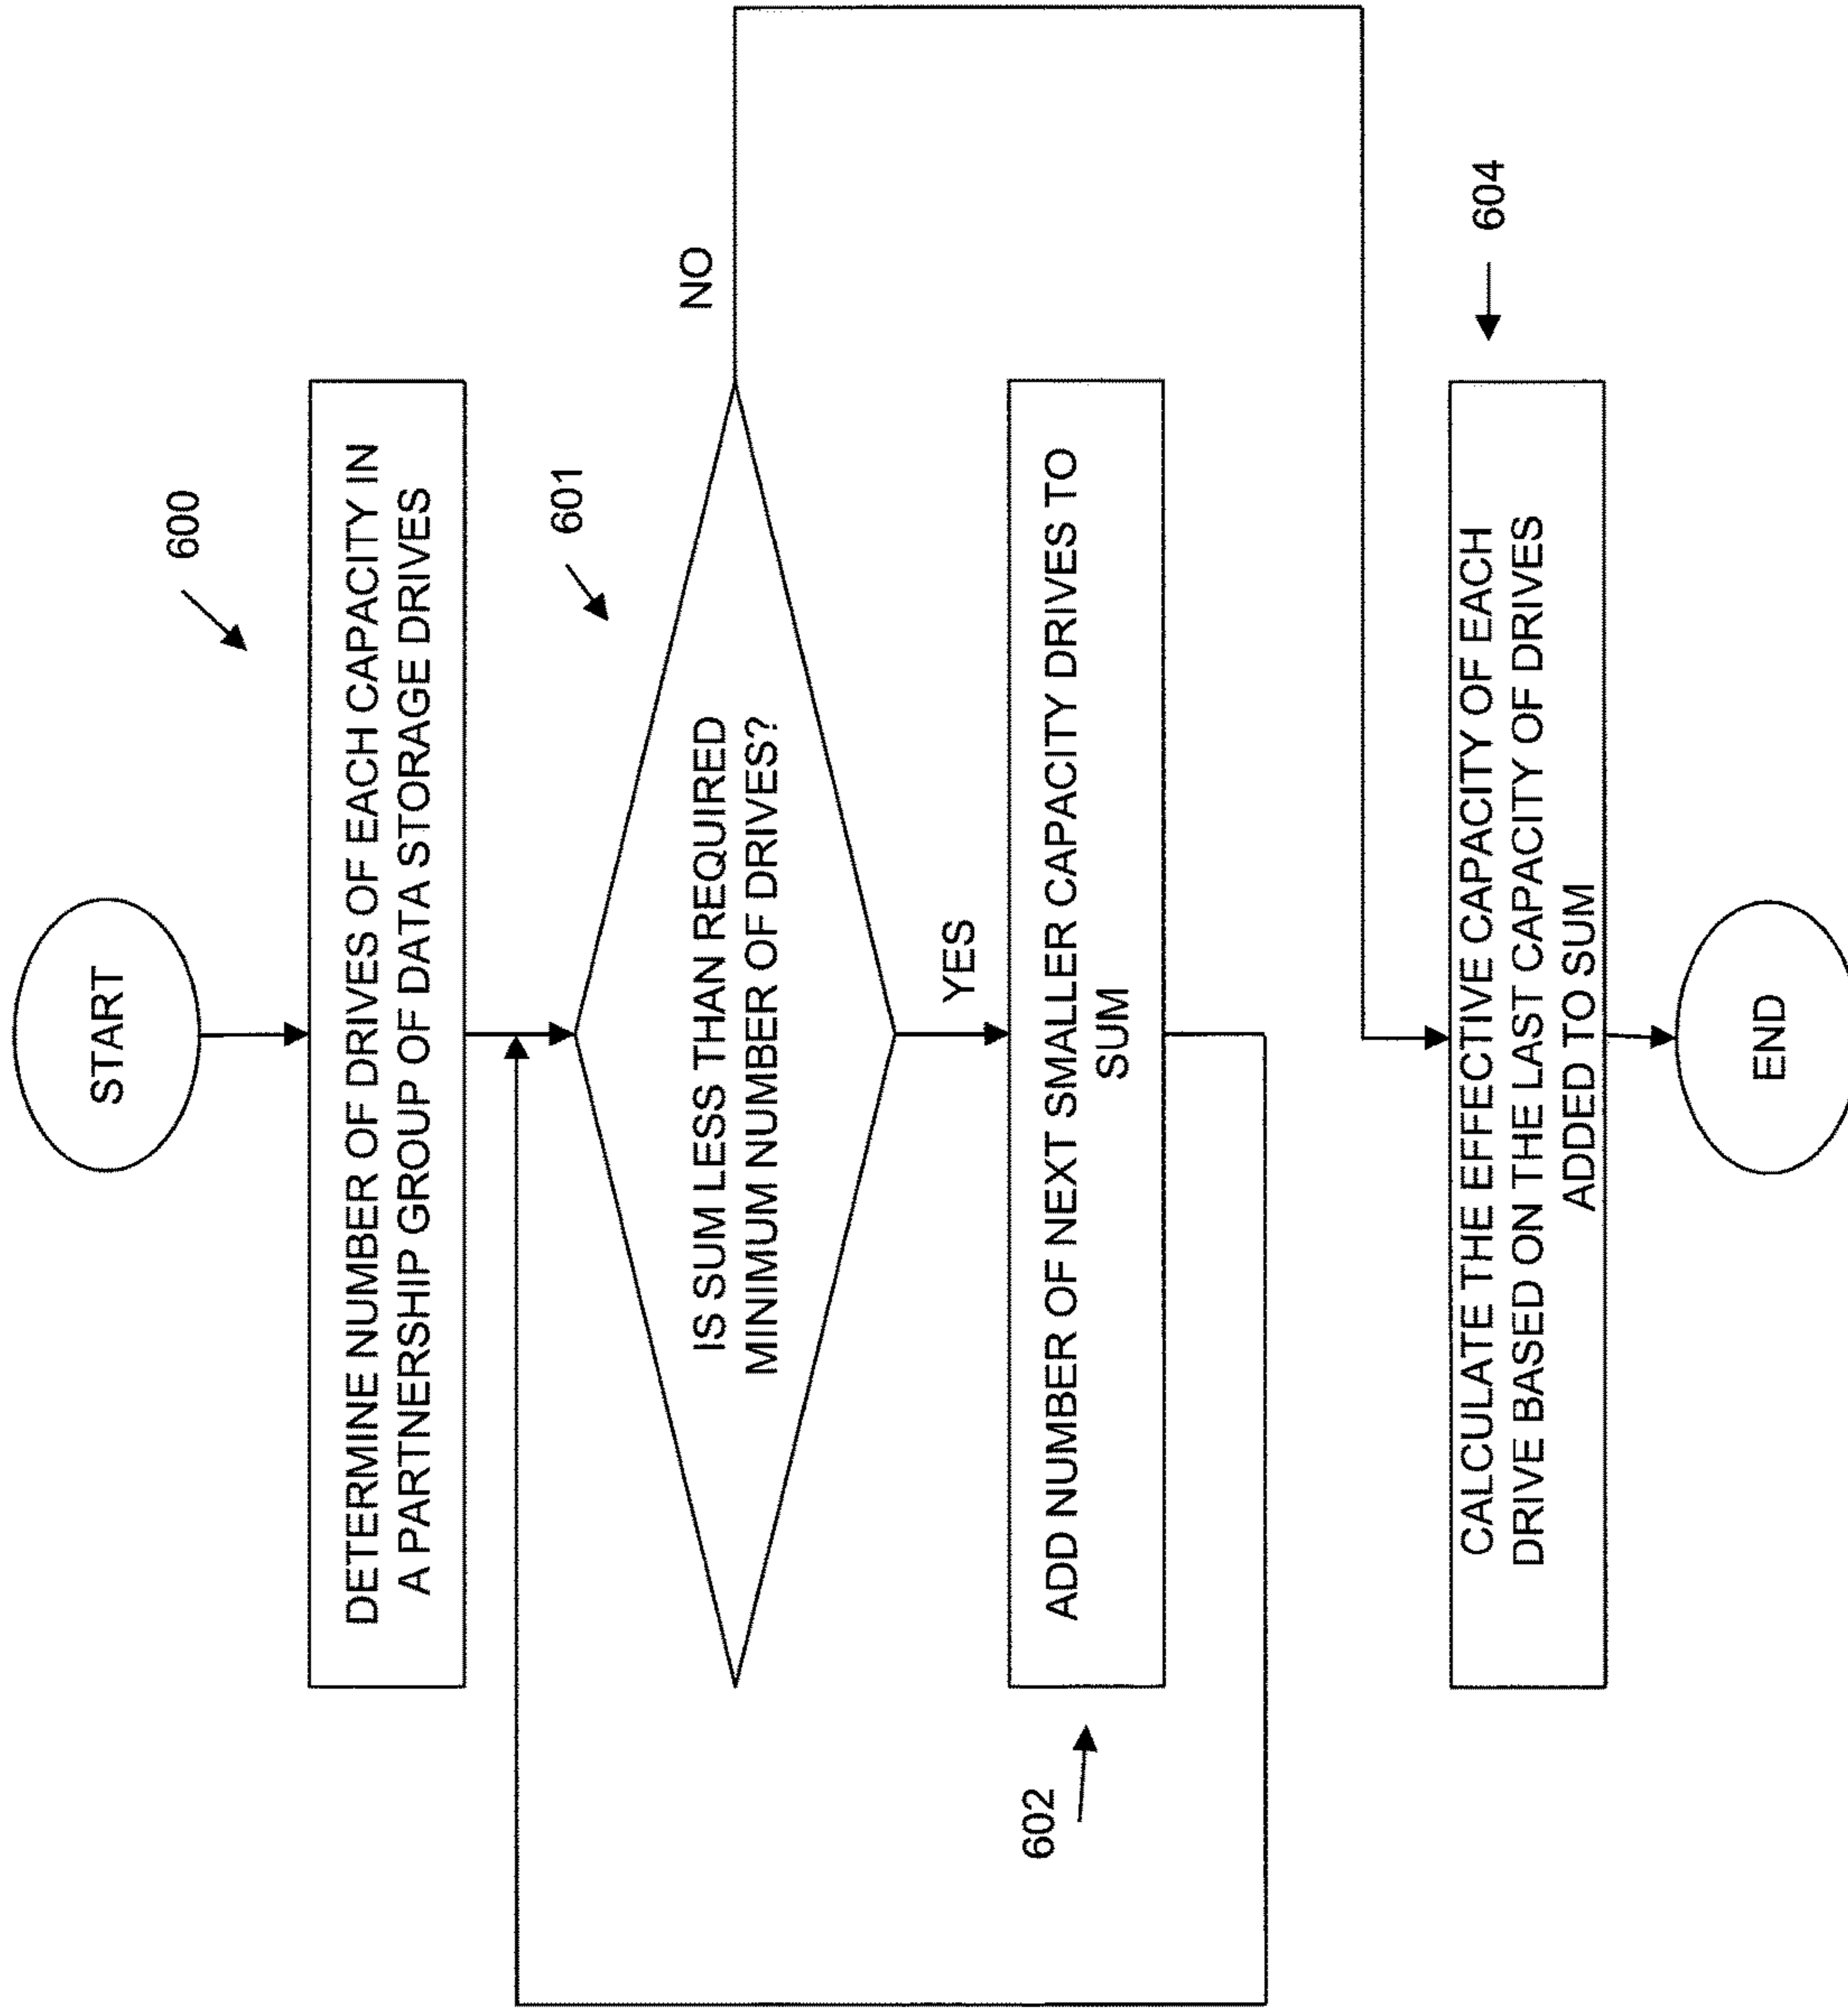 START
600
DETERMINE NUMBER OF DRIVES OF EACH CAPACITY IN
A PARTNERSHIP GROUP OF DATA STORAGE DRIVES
601
IS SUM LESS THAN REQUIRED
MINIMUM NUMBER OF DRIVES?
NO
YES
602
ADD NUMBER OF NEXT SMALLER CAPACITY DRIVES TO
SUM
604
CALCULATE THE EFFECTIVE CAPACITY OF EACH
DRIVE BASED ON THE LAST CAPACITY OF DRIVES
ADDED TO SUM
END